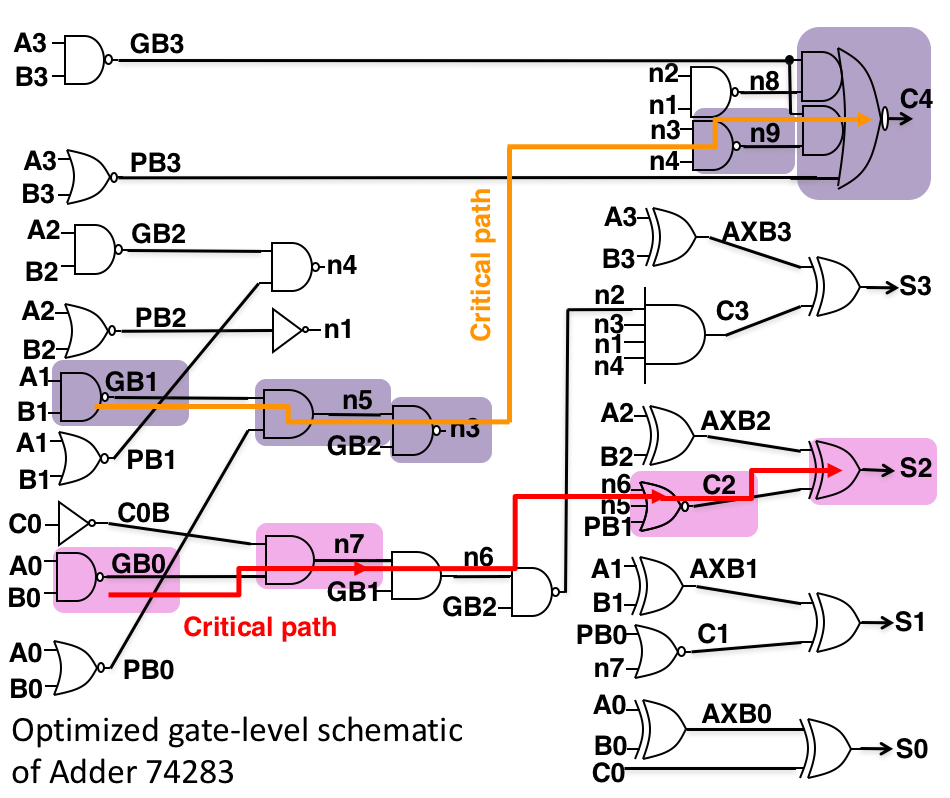 A3
B3
GB3
n2
n1
n8
n3
n4
n9
C4
A3
B3
PB3
A2
B2
GB2
n4
A2
B2
PB2
n1
Critical path
A3
B3
AXB3
S3
n2
n3
n1
n4
C3
A1
B1
GB1
n5
GB2
n3
A1
B1
PB1
A2
B2
AXB2
S2
n6
n5
PB1
C2
C0
C0B
A0
B0
GB0
n7
GB1
n6
GB2
Critical path
A1
B1
AXB1
S1
PB0
n7
C1
A0
B0
PB0
A0
B0
C0
AXB0
S0
Optimized gate-level schematic
of Adder 74283